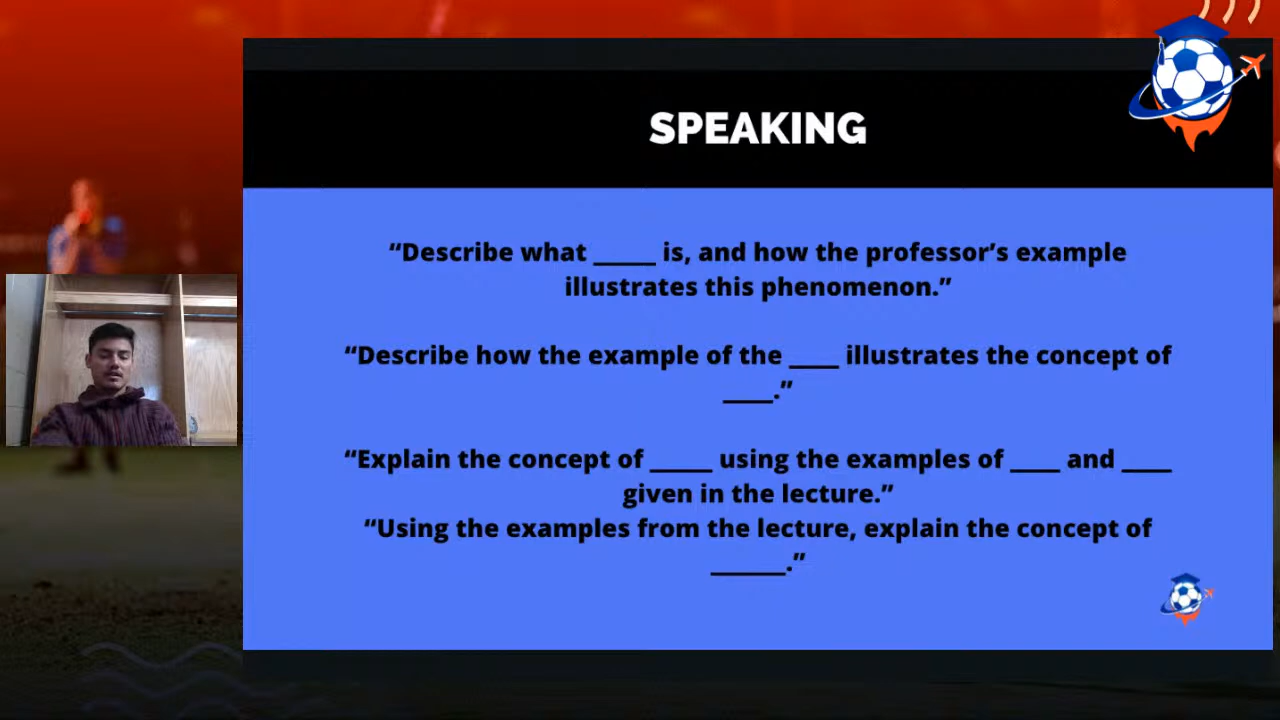 SPEAKING
“Describe what _____ is, and how the professor’s example
illustrates this phenomenon.”
“Describe how the example of the ____ illustrates the concept of
____.”
“Explain the concept of _____ using the examples of ____ and ____
given in the lecture.”
“Using the examples from the lecture, explain the concept of
______.”